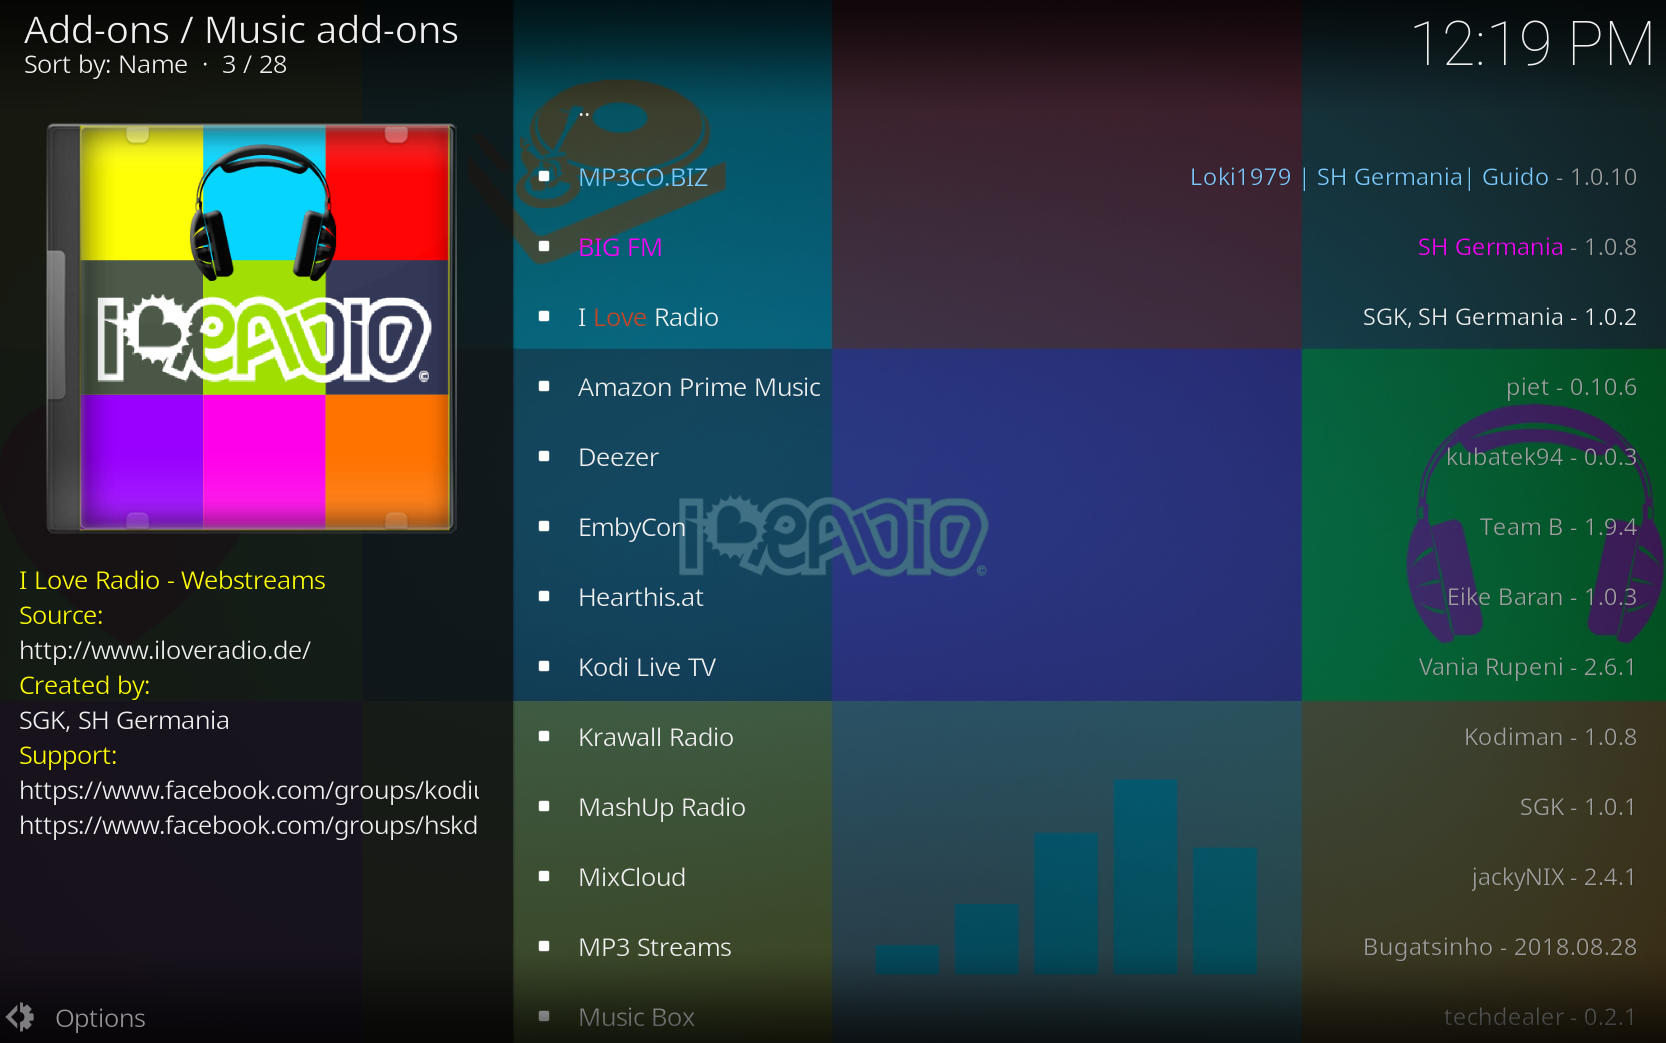 Add-ons / Music add-ons
Sort by: Name · 3 / 28
12:19 PM
..
MP3CO.BIZ Loki1979 | SH Germania| Guido - 1.0.10
BIG FM SH Germania - 1.0.8
I Love Radio SGK, SH Germania - 1.0.2
Amazon Prime Music piet - 0.10.6
Deezer kubatek94 - 0.0.3
EmbyCon Team B - 1.9.4
Hearthis.at Eike Baran - 1.0.3
Kodi Live TV Vania Rupeni - 2.6.1
Krawall Radio Kodiman - 1.0.8
MashUp Radio SGK - 1.0.1
MixCloud jackyNIX - 2.4.1
MP3 Streams Bugatsinho - 2018.08.28
Music Box techdealer - 0.2.1
I RADIO ©
I RADIO ©
I Love Radio - Webstreams
Source:
http://www.iloveradio.de/
Created by:
SGK, SH Germania
Support:
https://www.facebook.com/groups/kodiu
https://www.facebook.com/groups/hskd
Options